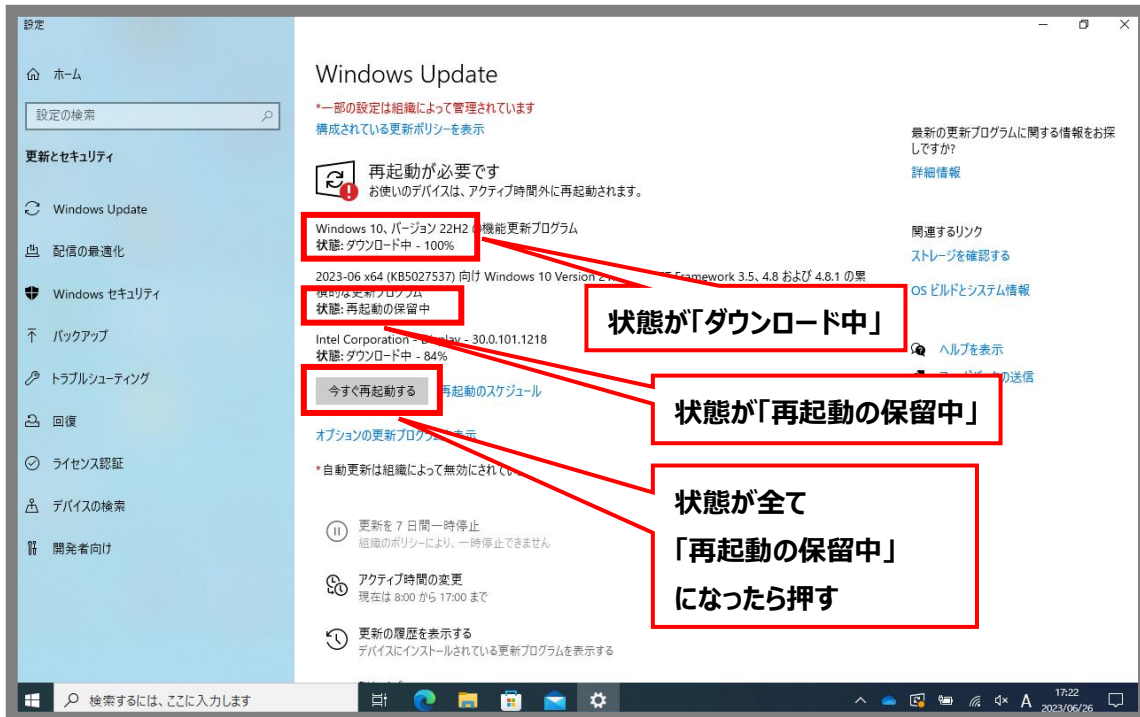 設定
ホーム
設定の検索
更新とセキュリティ
Windows Update
配信の最適化
Windows セキュリティ
バックアップ
トラブルシューティング
回復
ライセンス認証
デバイスの検索
開発者向け
Windows Update
*一部の設定は組織によって管理されています
構成されている更新ポリシーを表示
再起動が必要です
お使いのデバイスは、アクティブ時間外に再起動されます。
Windows 10、バージョン 22H2 の機能更新プログラム
状態: ダウンロード中 - 100%
2023-06 x64 (KB5027537) 向け Windows 10 Version Framework 3.5、4.8 および 4.8.1 の累
積的な更新プログラム
状態: 再起動の保留中
Intel Corporation - Display - 30.0.101.1218
状態: ダウンロード中 - 84%
今すぐ再起動する
再起動のスケジュール
オプションの更新プログラムを表示
*自動更新は組織によって無効にされてい
更新を 7 日間一時停止
組織のポリシーにより、一時停止できません
アクティブ時間の変更
現在は 8:00 から 17:00 まで
更新の履歴を表示する
デバイスにインストールされている更新プログラムを表示する
最新の更新プログラムに関する情報をお探
しですか?
詳細情報
関連するリンク
ストレージを確認する
OS ビルドとシステム情報
ヘルプを表示
の送信
状態が「ダウンロード中」
状態が「再起動の保留中」
状態が全て
「再起動の保留中」
になったら押す
検索するには、ここに入力します
A
17:22
2023/06/26